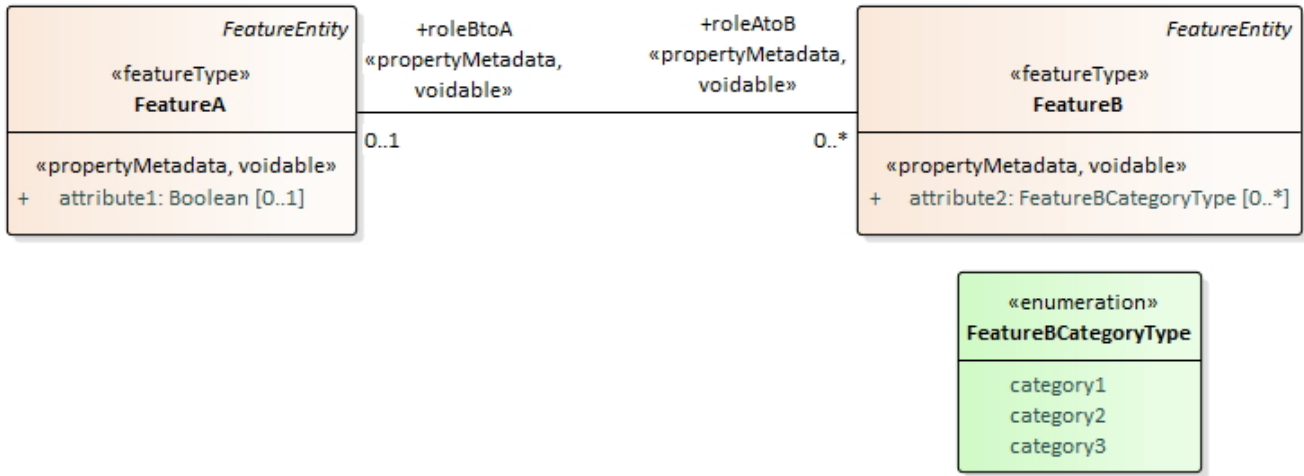 FeatureEntity
«featureType»
FeatureA
«propertyMetadata, voidable»
+ attribute1: Boolean [0..1]
+roleBtoA
«propertyMetadata,
voidable»
0..1
+roleAtoB
«propertyMetadata,
voidable»
0..*
FeatureEntity
«featureType»
FeatureB
«propertyMetadata, voidable»
+ attribute2: FeatureBCategoryType [0..*]
«enumeration»
FeatureBCategoryType
category1
category2
category3